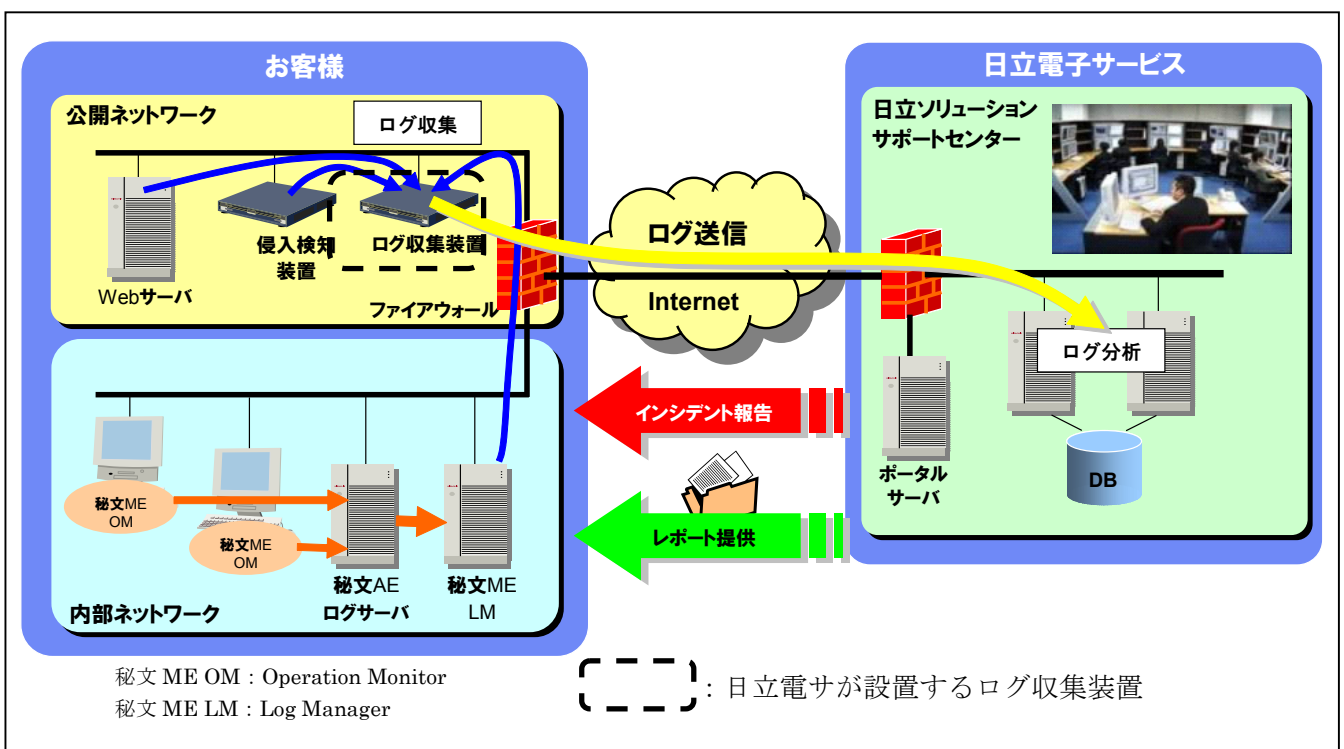 お客様
公開ネットワーク
ログ収集
侵入検知
装置
ログ収集装置
Webサーバ
ファイアウォール
内部ネットワーク
秘文ME
OM
秘文ME
OM
秘文AE
ログサーバ
秘文ME
LM
ログ送信
Internet
インシデント報告
レポート提供
日立電子サービス
日立ソリューション
サポートセンター
ログ分析
ポータル
サーバ
DB
秘文 ME OM：Operation Monitor
秘文 ME LM：Log Manager
：日立電サが設置するログ収集装置